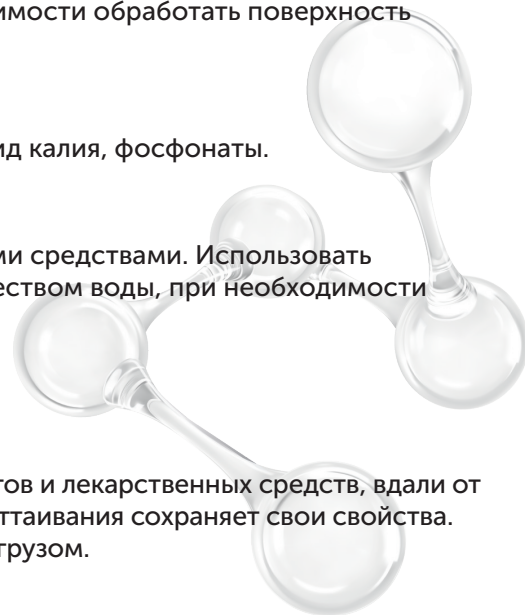 имости обработать поверхность
ид калия, фосфонаты.
ми средствами. Использовать
еством воды, при необходимости
тов и лекарственных средств, вдали от
ттаивания сохраняет свои свойства.
грузом.